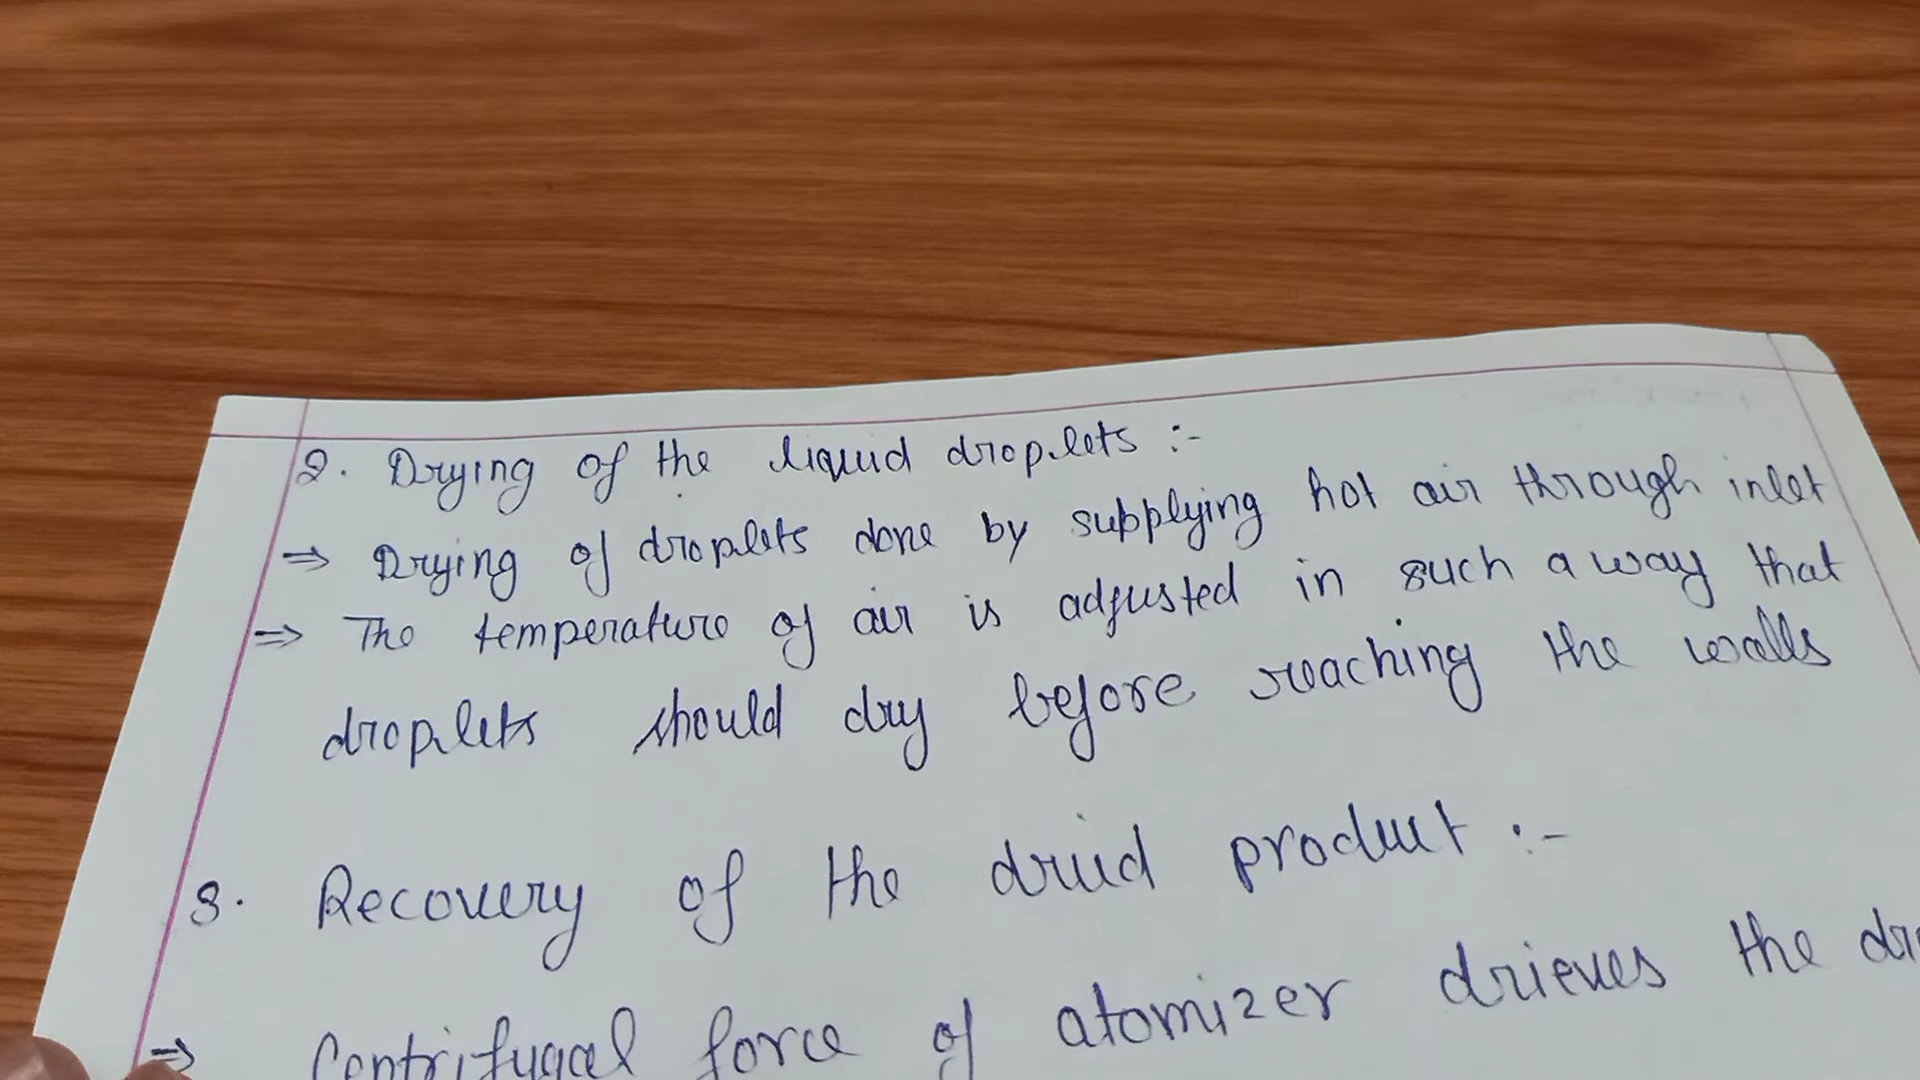 2. Drying of the liquid droplets :-
⇒ Drying of droplets done by supplying hot air through inlet
⇒ The temperature of air is adjusted in such a way that
droplets should dry before reaching the walls
3. Recovery of the dried product :-
⇒ Centrifugal force of atomizer drieves the